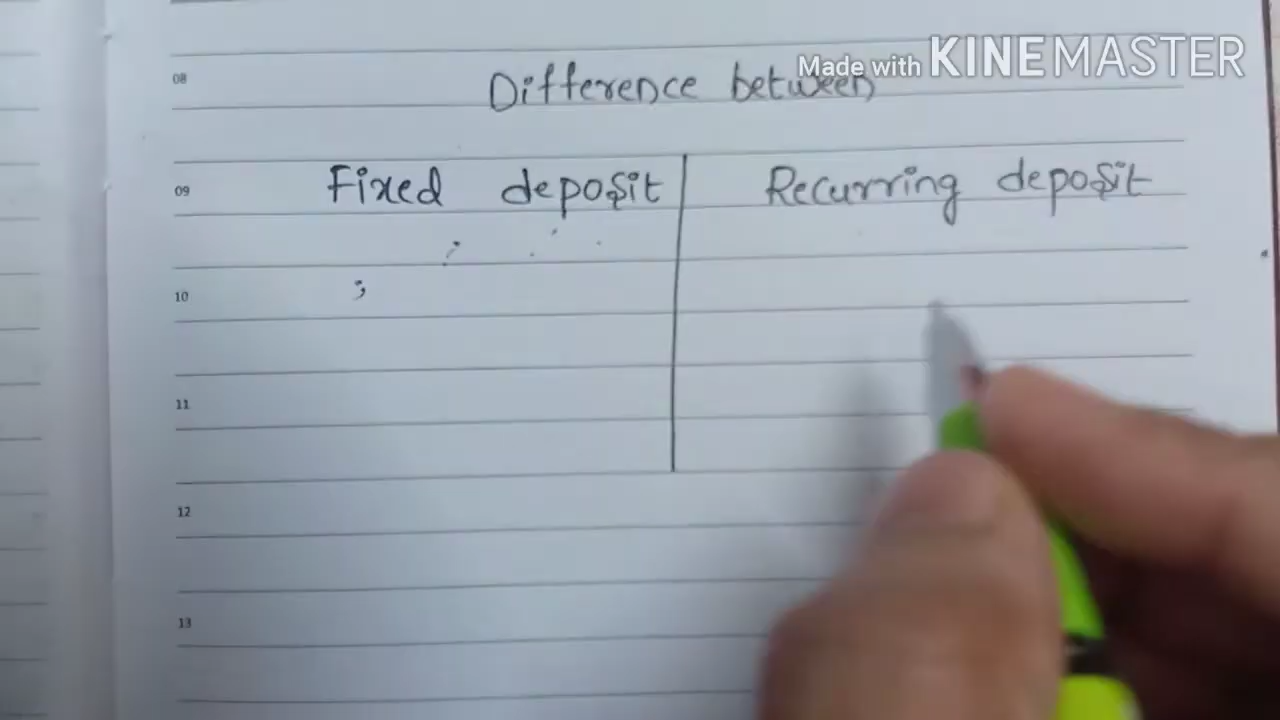 Made with KINEMASTER
08
Difference between
09 Fixed deposit Recurring deposit
10
11
12
13